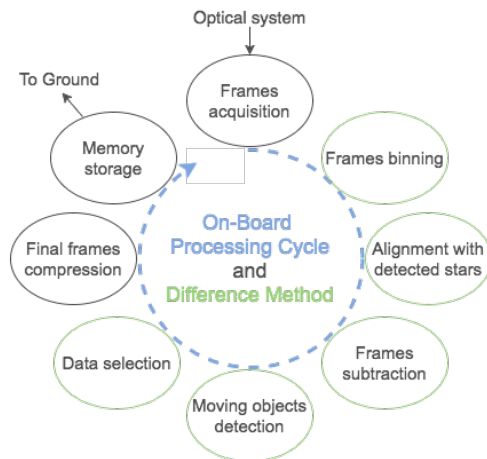 Optical system
Frames
acquisition
To Ground
Memory
storage
Frames binning
On-Board
Processing Cycle
and
Difference Method
Final frames
compression
Alignment with
detected stars
Data selection
Frames
subtraction
Moving objects
detection